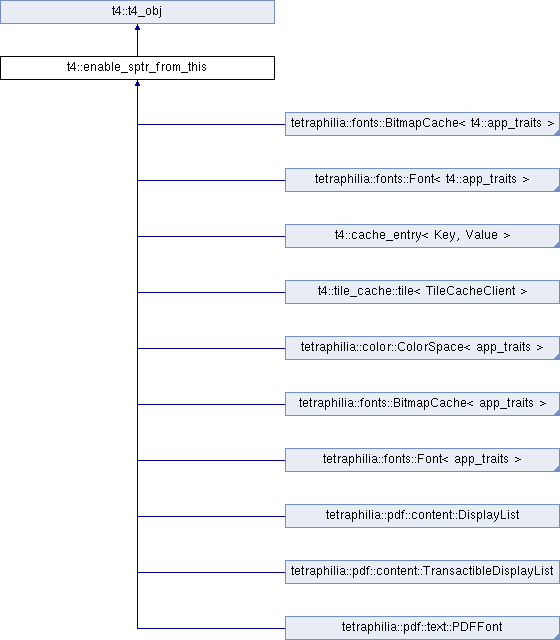 t4::t4_obj
t4::enable_sptr_from_this
tetraphilia::fonts::BitmapCache< t4::app_traits >
tetraphilia::fonts::Font< t4::app_traits >
t4::cache_entry< Key, Value >
t4::tile_cache::tile< TileCacheClient >
tetraphilia::color::ColorSpace< app_traits >
tetraphilia::fonts::BitmapCache< app_traits >
tetraphilia::fonts::Font< app_traits >
tetraphilia::pdf::content::DisplayList
tetraphilia::pdf::content::TransactibleDisplayList
tetraphilia::pdf::text::PDFFont